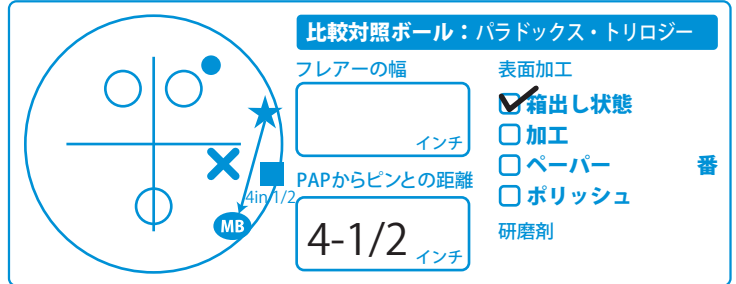 比較対照ボール：パラドックス・トリロジー
フレアーの幅
インチ
PAPからピンとの距離
4-1/2 インチ
表面加工
箱出し状態
加工
ペーパー 番
ポリッシュ
研磨剤
4in 1/2
MB